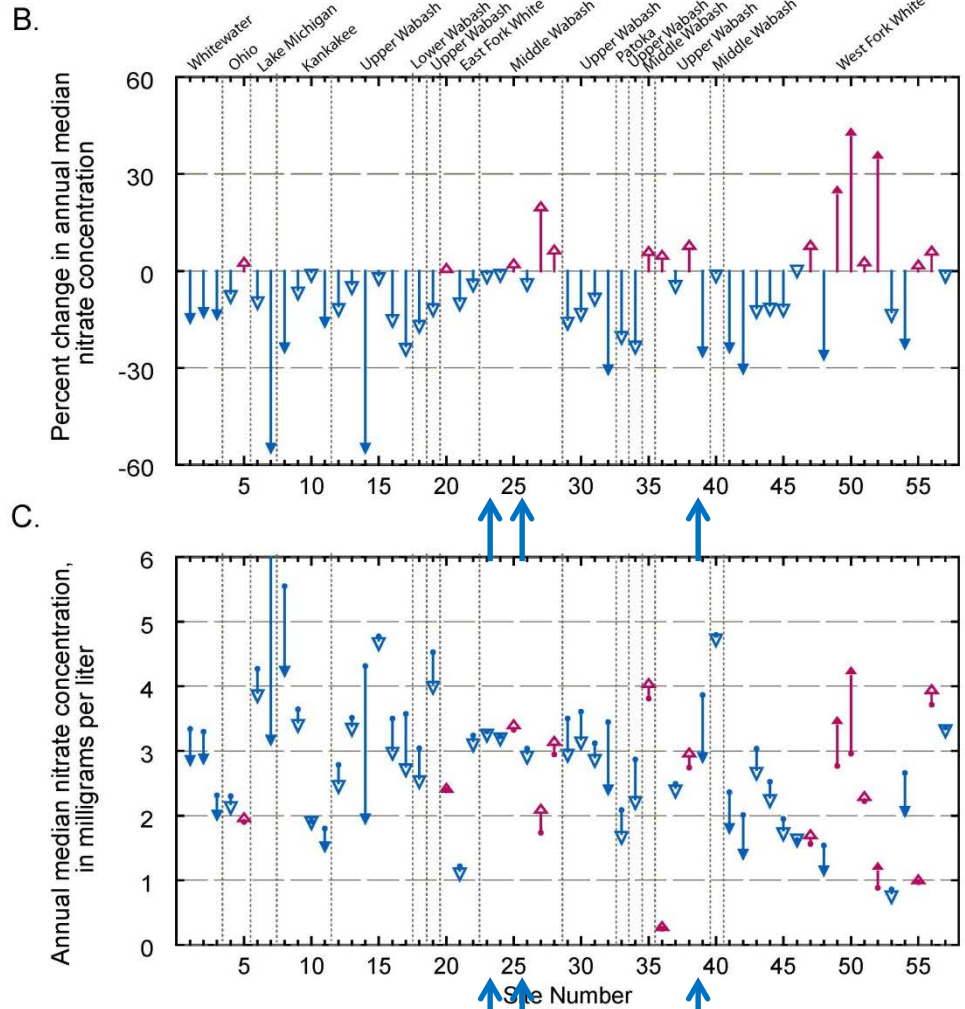 B.
Whitewater
Ohio
Lake Michigan
Kankakee
Upper Wabash
Lower Wabash
Upper Wabash
East Fork White
Middle Wabash
Upper Wabash
Patoka
Upper Wabash
Middle Wabash
Upper Wabash
Middle Wabash
West Fork White
Percent change in annual median
nitrate concentration
60
30
0
-30
-60
5 10 15 20 25 30 35 40 45 50 55
C.
Annual median nitrate concentration,
in milligrams per liter
6
5
4
3
2
1
0
5 10 15 20 25 30 35 40 45 50 55
Site Number